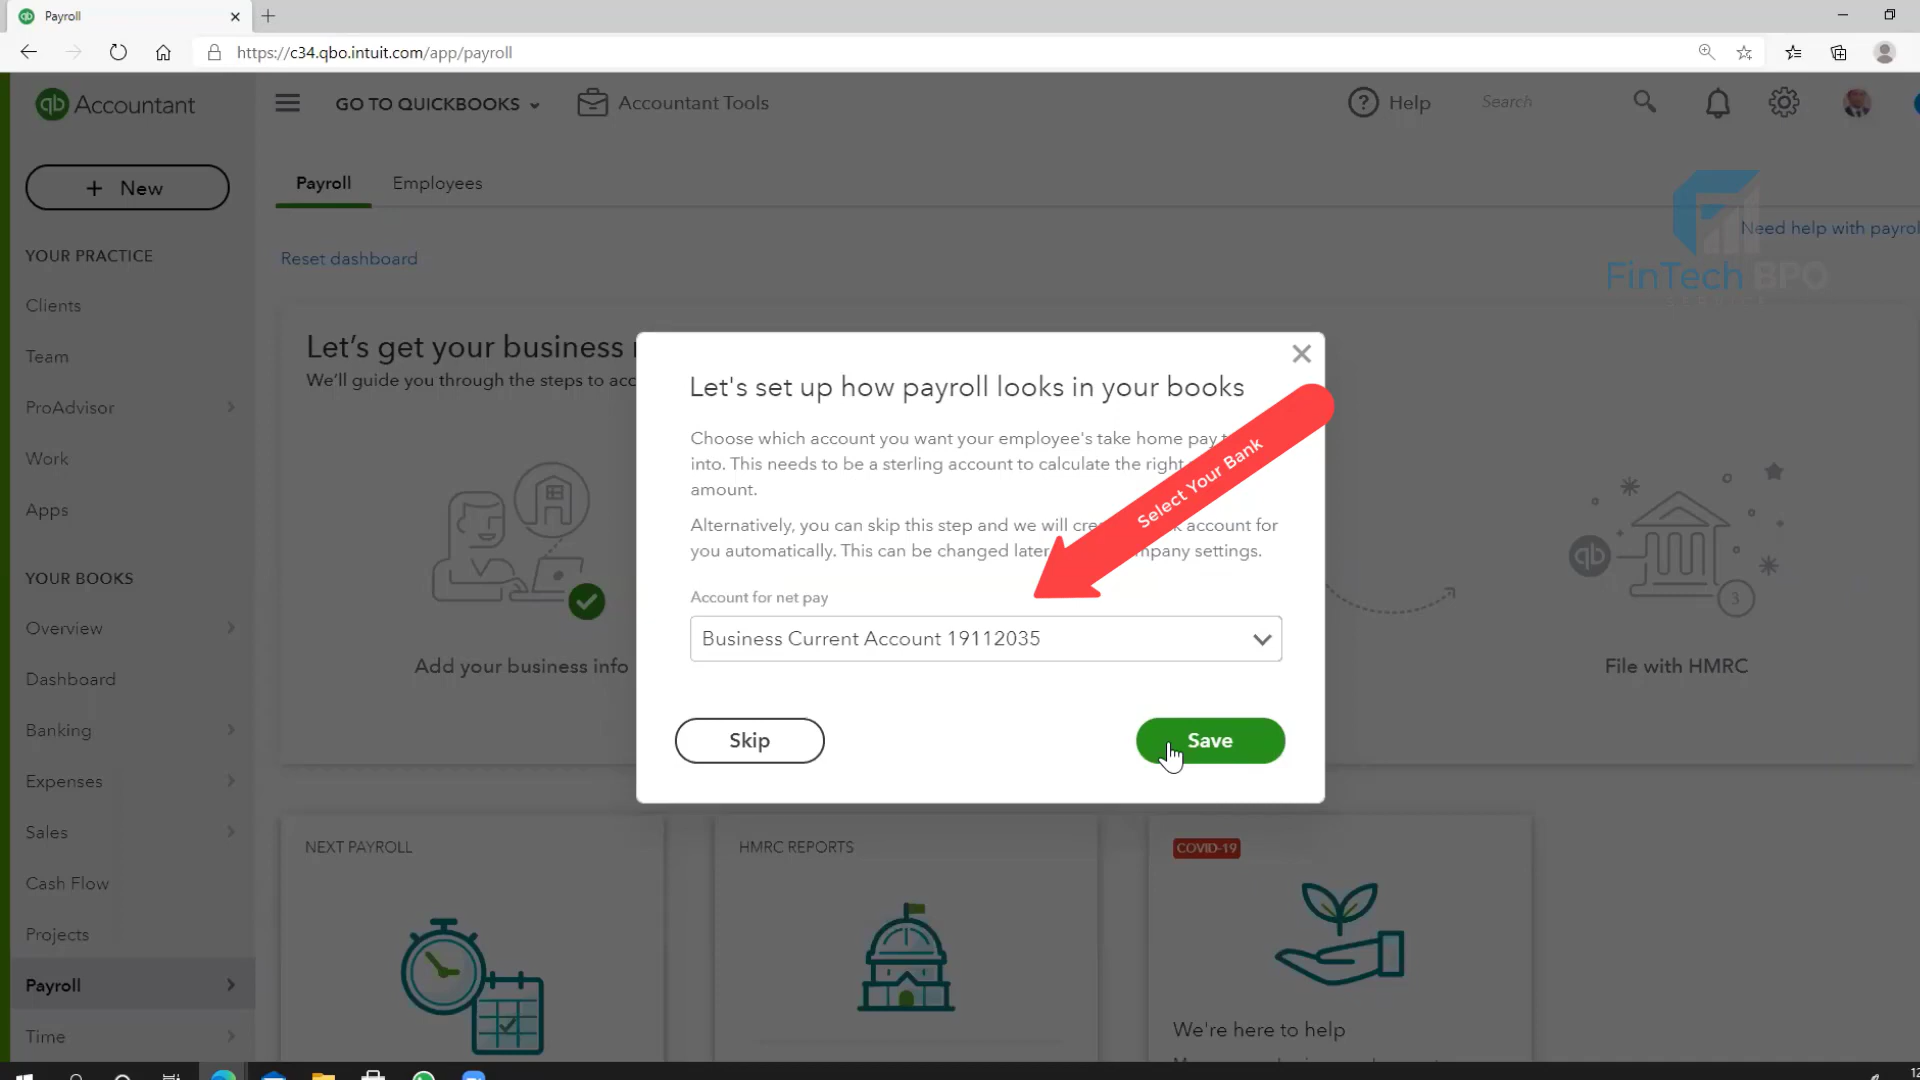 Payroll
https://c34.qbo.intuit.com/app/payroll
qb Accountant
GO TO QUICKBOOKS
Accountant Tools
? Help
Search
+ New
Payroll
Employees
Need help with payrol
Reset dashboard
FinTech BPO
SERVICE
YOUR PRACTICE
Clients
Team
ProAdvisor
Work
Apps
YOUR BOOKS
Overview
Dashboard
Banking
Expenses
Sales
Cash Flow
Projects
Payroll
Time
Let's get your business
We'll guide you through the steps to acc
Add your business info
qb
3
File with HMRC
Let's set up how payroll looks in your books
Choose which account you want your employee's take home pay
into. This needs to be a sterling account to calculate the right
amount.
Alternatively, you can skip this step and we will cre account for
you automatically. This can be changed later mpany settings.
Select Your Bank
Account for net pay
Business Current Account 19112035
Skip
Save
NEXT PAYROLL
HMRC REPORTS
COVID-19
We're here to help
12